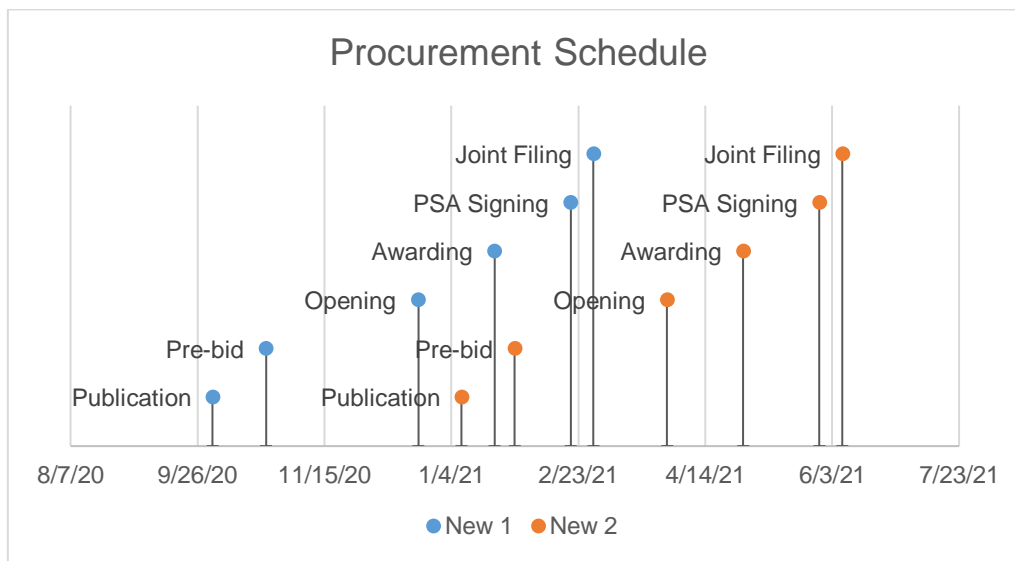 Procurement Schedule
Joint Filing Joint Filing
PSA Signing PSA Signing
Awarding Awarding
Opening Opening
Pre-bid Pre-bid
Publication Publication
8/7/20 9/26/20 11/15/20 1/4/21 2/23/21 4/14/21 6/3/21 7/23/21
New 1 New 2